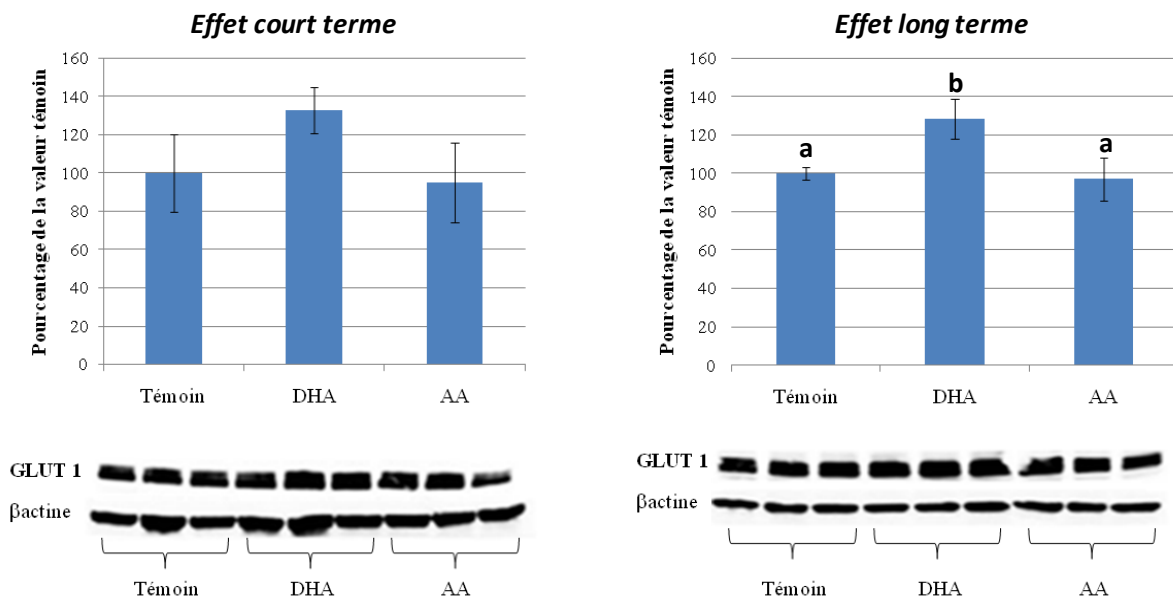 Effet court terme
Pourcentage de la valeur témoin
160
140
120
100
80
60
40
20
0
Témoin DHA AA
GLUT 1
βactine
Témoin DHA AA
Effet long terme
Pourcentage de la valeur témoin
160
140
120
100
80
60
40
20
0
a
b
a
Témoin DHA AA
GLUT 1
βactine
Témoin DHA AA